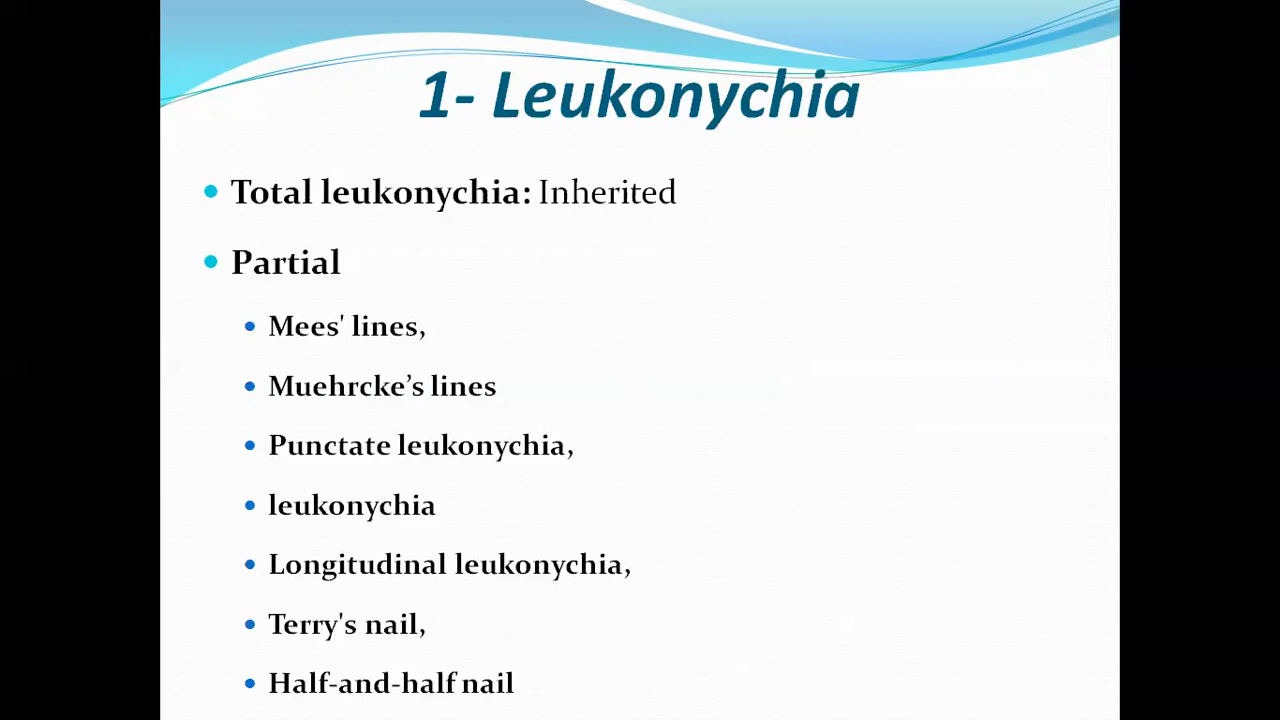 1- Leukonychia
Total leukonychia: Inherited
Partial
Mees' lines,
Muehrcke’s lines
Punctate leukonychia,
leukonychia
Longitudinal leukonychia,
Terry's nail,
Half-and-half nail